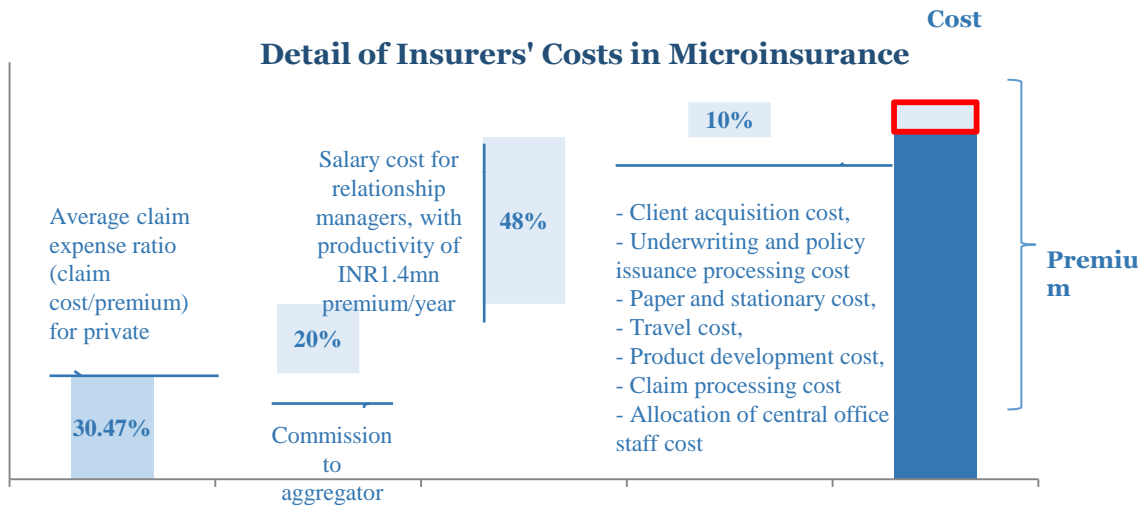 Cost
Detail of Insurers' Costs in Microinsurance
Average claim
expense ratio
(claim
cost/premium)
for private
30.47%
20%
Commission
to
aggregator
Salary cost for
relationship
managers, with
productivity of
INR1.4mn
premium/year
48%
10%
- Client acquisition cost,
- Underwriting and policy
issuance processing cost
- Paper and stationary cost,
- Travel cost,
- Product development cost,
- Claim processing cost
- Allocation of central office
staff cost
Premiu
m